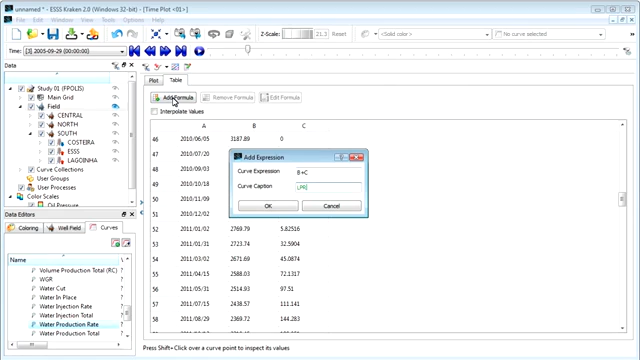 unnamed * - ESSS Kraken 2.0 (Windows 32-bit) - [Time Plot <01>]
File Edit View Tools Options Help
Z-Scale: 21.3 Reset <Solid color> No curve selected
Time: [3] 2005-09-29 (00:00:00)
Data
Plot Table
Study 01 (FPOLIS)
Main Grid
Field
CENTRAL
NORTH
SOUTH
COSTEIRA
ESSS
LAGOINHA
Curve Collections
User Groups
User Processes
Color Scales
Oil Pressure
Add Formula Remove Formula Edit Formula
Interpolate Values
A B C
46 2010/06/05 3187.89 0
47 2010/07/20
48 2010/09/03
49 2010/10/18
50 2010/11/09
51 2010/12/02
52 2011/01/02 2769.79 5.82516
53 2011/01/31 2723.74 32.5904
54 2011/03/02 2671.69 45.0874
55 2011/04/15 2588.03 72.1317
56 2011/05/30 2514.93 97.51
57 2011/07/15 2438.57 111.141
58 2011/08/29 2369.72 144.283
Add Expression
Curve Expression B+C
Curve Caption LPR
OK Cancel
Data Editors
Coloring Well Field Curves
Name
Volume Production Total (RC)
WGR
Water Cut
Water In Place
Water Injection Rate
Water Injection Total
Water Production Rate
Water Production Total
Press Shift+Click over a curve point to inspect its values